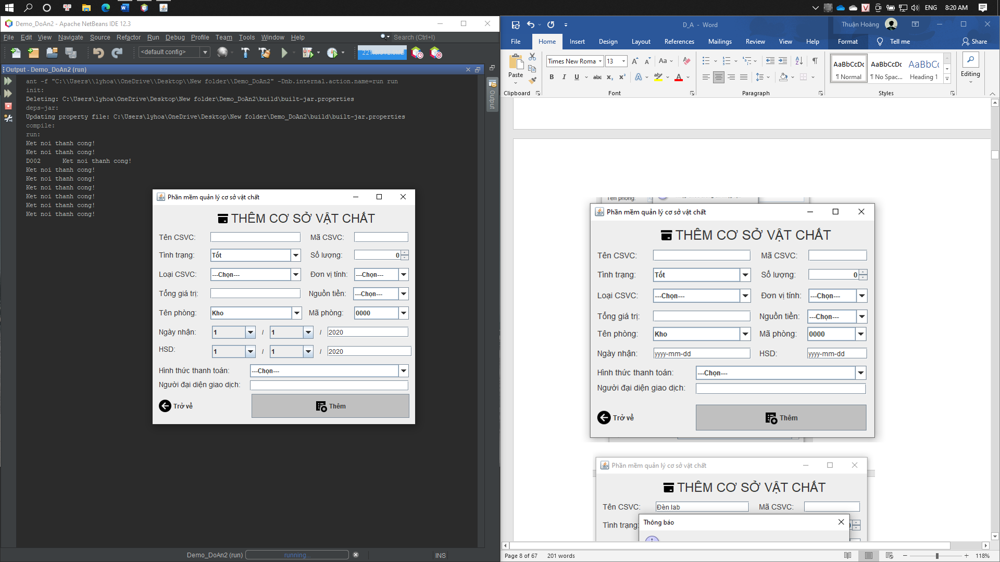 ENG 8:20 AM
Demo_DoAn2 - Apache NetBeans IDE 12.3
File Edit View Navigate Source Refactor Run Debug Profile Team Tools Window Help
Search (Ctrl+I)
<default config>
Output - Demo_DoAn2 (run)
Output
ant -f "C:\\Users\\lyhoa\\OneDrive\\Desktop\\New folder\\Demo_DoAn2" -Dnb.internal.action.name=run run
init:
Deleting: C:\Users\lyhoa\OneDrive\Desktop\New folder\Demo_DoAn2\build\built-jar.properties
deps-jar:
Updating property file: C:\Users\lyhoa\OneDrive\Desktop\New folder\Demo_DoAn2\build\built-jar.properties
compile:
run:
Ket noi thanh cong!
Ket noi thanh cong!
D002 Ket noi thanh cong!
Ket noi thanh cong!
Ket noi thanh cong!
Ket noi thanh cong!
Ket noi thanh cong!
Ket noi thanh cong!
Ket noi thanh cong!
Phần mềm quản lý cơ sở vật chất
THÊM CƠ SỞ VẬT CHẤT
Tên CSVC: Mã CSVC:
Tình trạng: Tốt Số lượng: 0
Loại CSVC: ---Chọn--- Đơn vị tính: ---Chọn---
Tổng giá trị: Nguồn tiền: ---Chọn---
Tên phòng: Kho Mã phòng: 0000
Ngày nhận: 1 / 1 / 2020
HSD: 1 / 1 / 2020
Hình thức thanh toán: ---Chọn---
Người đại diện giao dịch:
Trở về Thêm
Demo_DoAn2 (run) running... INS
D_A - Word Thuận Hoàng
File Home Insert Design Layout References Mailings Review View Help Format Tell me Share
Paste
Times New Roma 13
B I U abc x₂ x² A
Aa
AaBbCcDc AaBbCcDc AaBbCc
¶ Normal ¶ No Spac... Heading 1
Editing
Clipboard Font Paragraph Styles
Tên phòng:
Phần mềm quản lý cơ sở vật chất
THÊM CƠ SỞ VẬT CHẤT
Tên CSVC: Mã CSVC:
Tình trạng: Tốt Số lượng: 0
Loại CSVC: ---Chọn--- Đơn vị tính: ---Chọn---
Tổng giá trị: Nguồn tiền: ---Chọn---
Tên phòng: Kho Mã phòng: 0000
Ngày nhận: yyyy-mm-dd HSD: yyyy-mm-dd
Hình thức thanh toán: ---Chọn---
Người đại diện giao dịch:
Trở về Thêm
Phần mềm quản lý cơ sở vật chất
THÊM CƠ SỞ VẬT CHẤT
Tên CSVC: Đèn lab Mã CSVC:
Tình trạng:
Thông báo
Page 8 of 67 201 words 118%